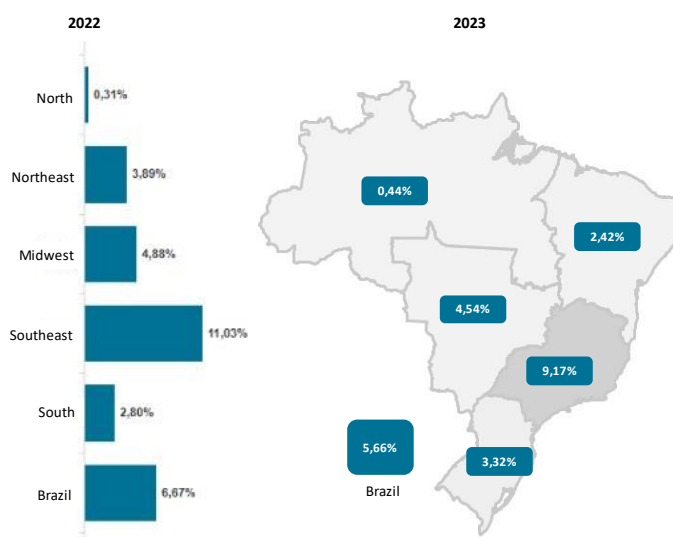 2022
2023
North
0,31%
Northeast
3,89%
Midwest
4,88%
Southeast
11,03%
South
2,80%
Brazil
6,67%
0,44%
2,42%
4,54%
9,17%
5,66%
3,32%
Brazil